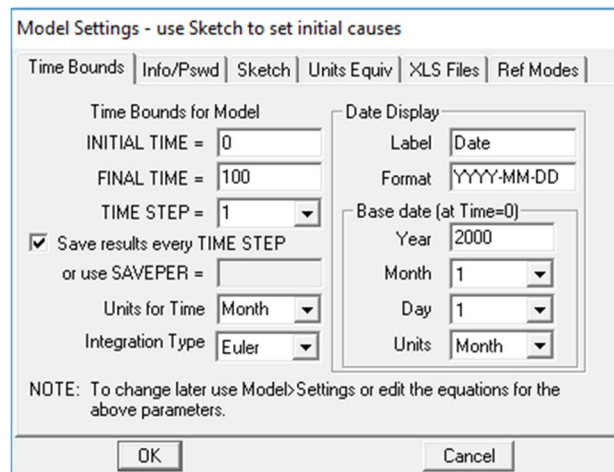 Model Settings - use Sketch to set initial causes
Time Bounds Info/Pswd Sketch Units Equiv XLS Files Ref Modes
Time Bounds for Model
INITIAL TIME = 0
FINAL TIME = 100
TIME STEP = 1
Save results every TIME STEP
or use SAVEPER =
Units for Time Month
Integration Type Euler
Date Display
Label Date
Format YYYY-MM-DD
Base date (at Time=0)
Year 2000
Month 1
Day 1
Units Month
NOTE: To change later use Model>Settings or edit the equations for the
above parameters.
OK Cancel